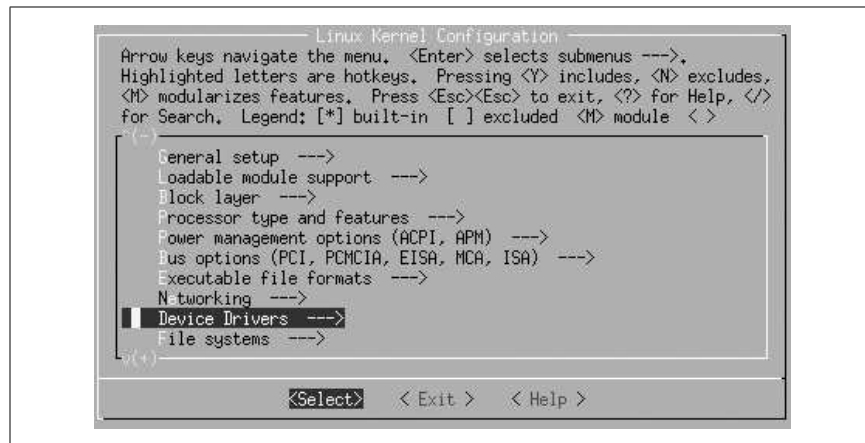 Linux Kernel Configuration
Arrow keys navigate the menu. <Enter> selects submenus --->.
Highlighted letters are hotkeys. Pressing <Y> includes, <N> excludes,
<M> modularizes features. Press <Esc><Esc> to exit, <?> for Help, </>
for Search. Legend: [*] built-in [ ] excluded <M> module < >
^(-)
General setup --->
Loadable module support --->
Block layer --->
Processor type and features --->
Power management options (ACPI, APM) --->
Bus options (PCI, PCMCIA, EISA, MCA, ISA) --->
Executable file formats --->
Networking --->
Device Drivers --->
File systems --->
v(+)
<Select> < Exit > < Help >